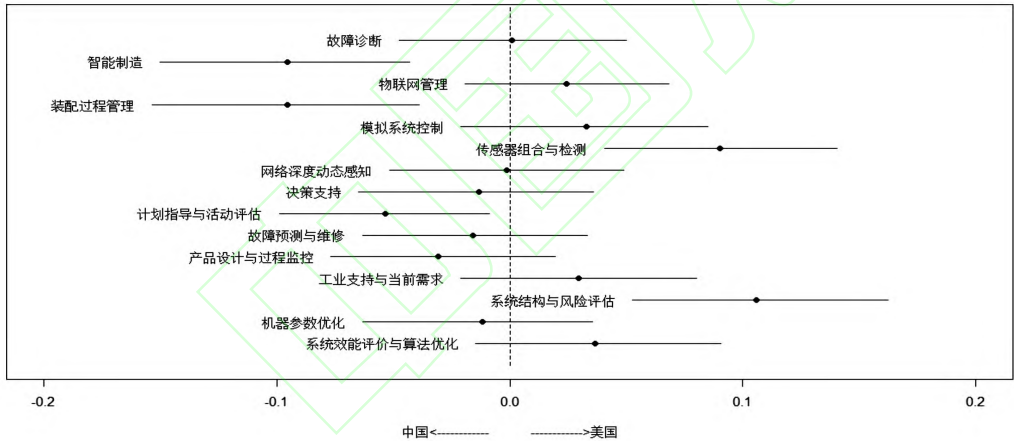 故障诊断
智能制造
物联网管理
装配过程管理
模拟系统控制
传感器组合与检测
网络深度动态感知
决策支持
计划指导与活动评估
故障预测与维修
产品设计与过程监控
工业支持与当前需求
系统结构与风险评估
机器参数优化
系统效能评价与算法优化
-0.2 -0.1 0.0 0.1 0.2
中国<------------ ------------>美国